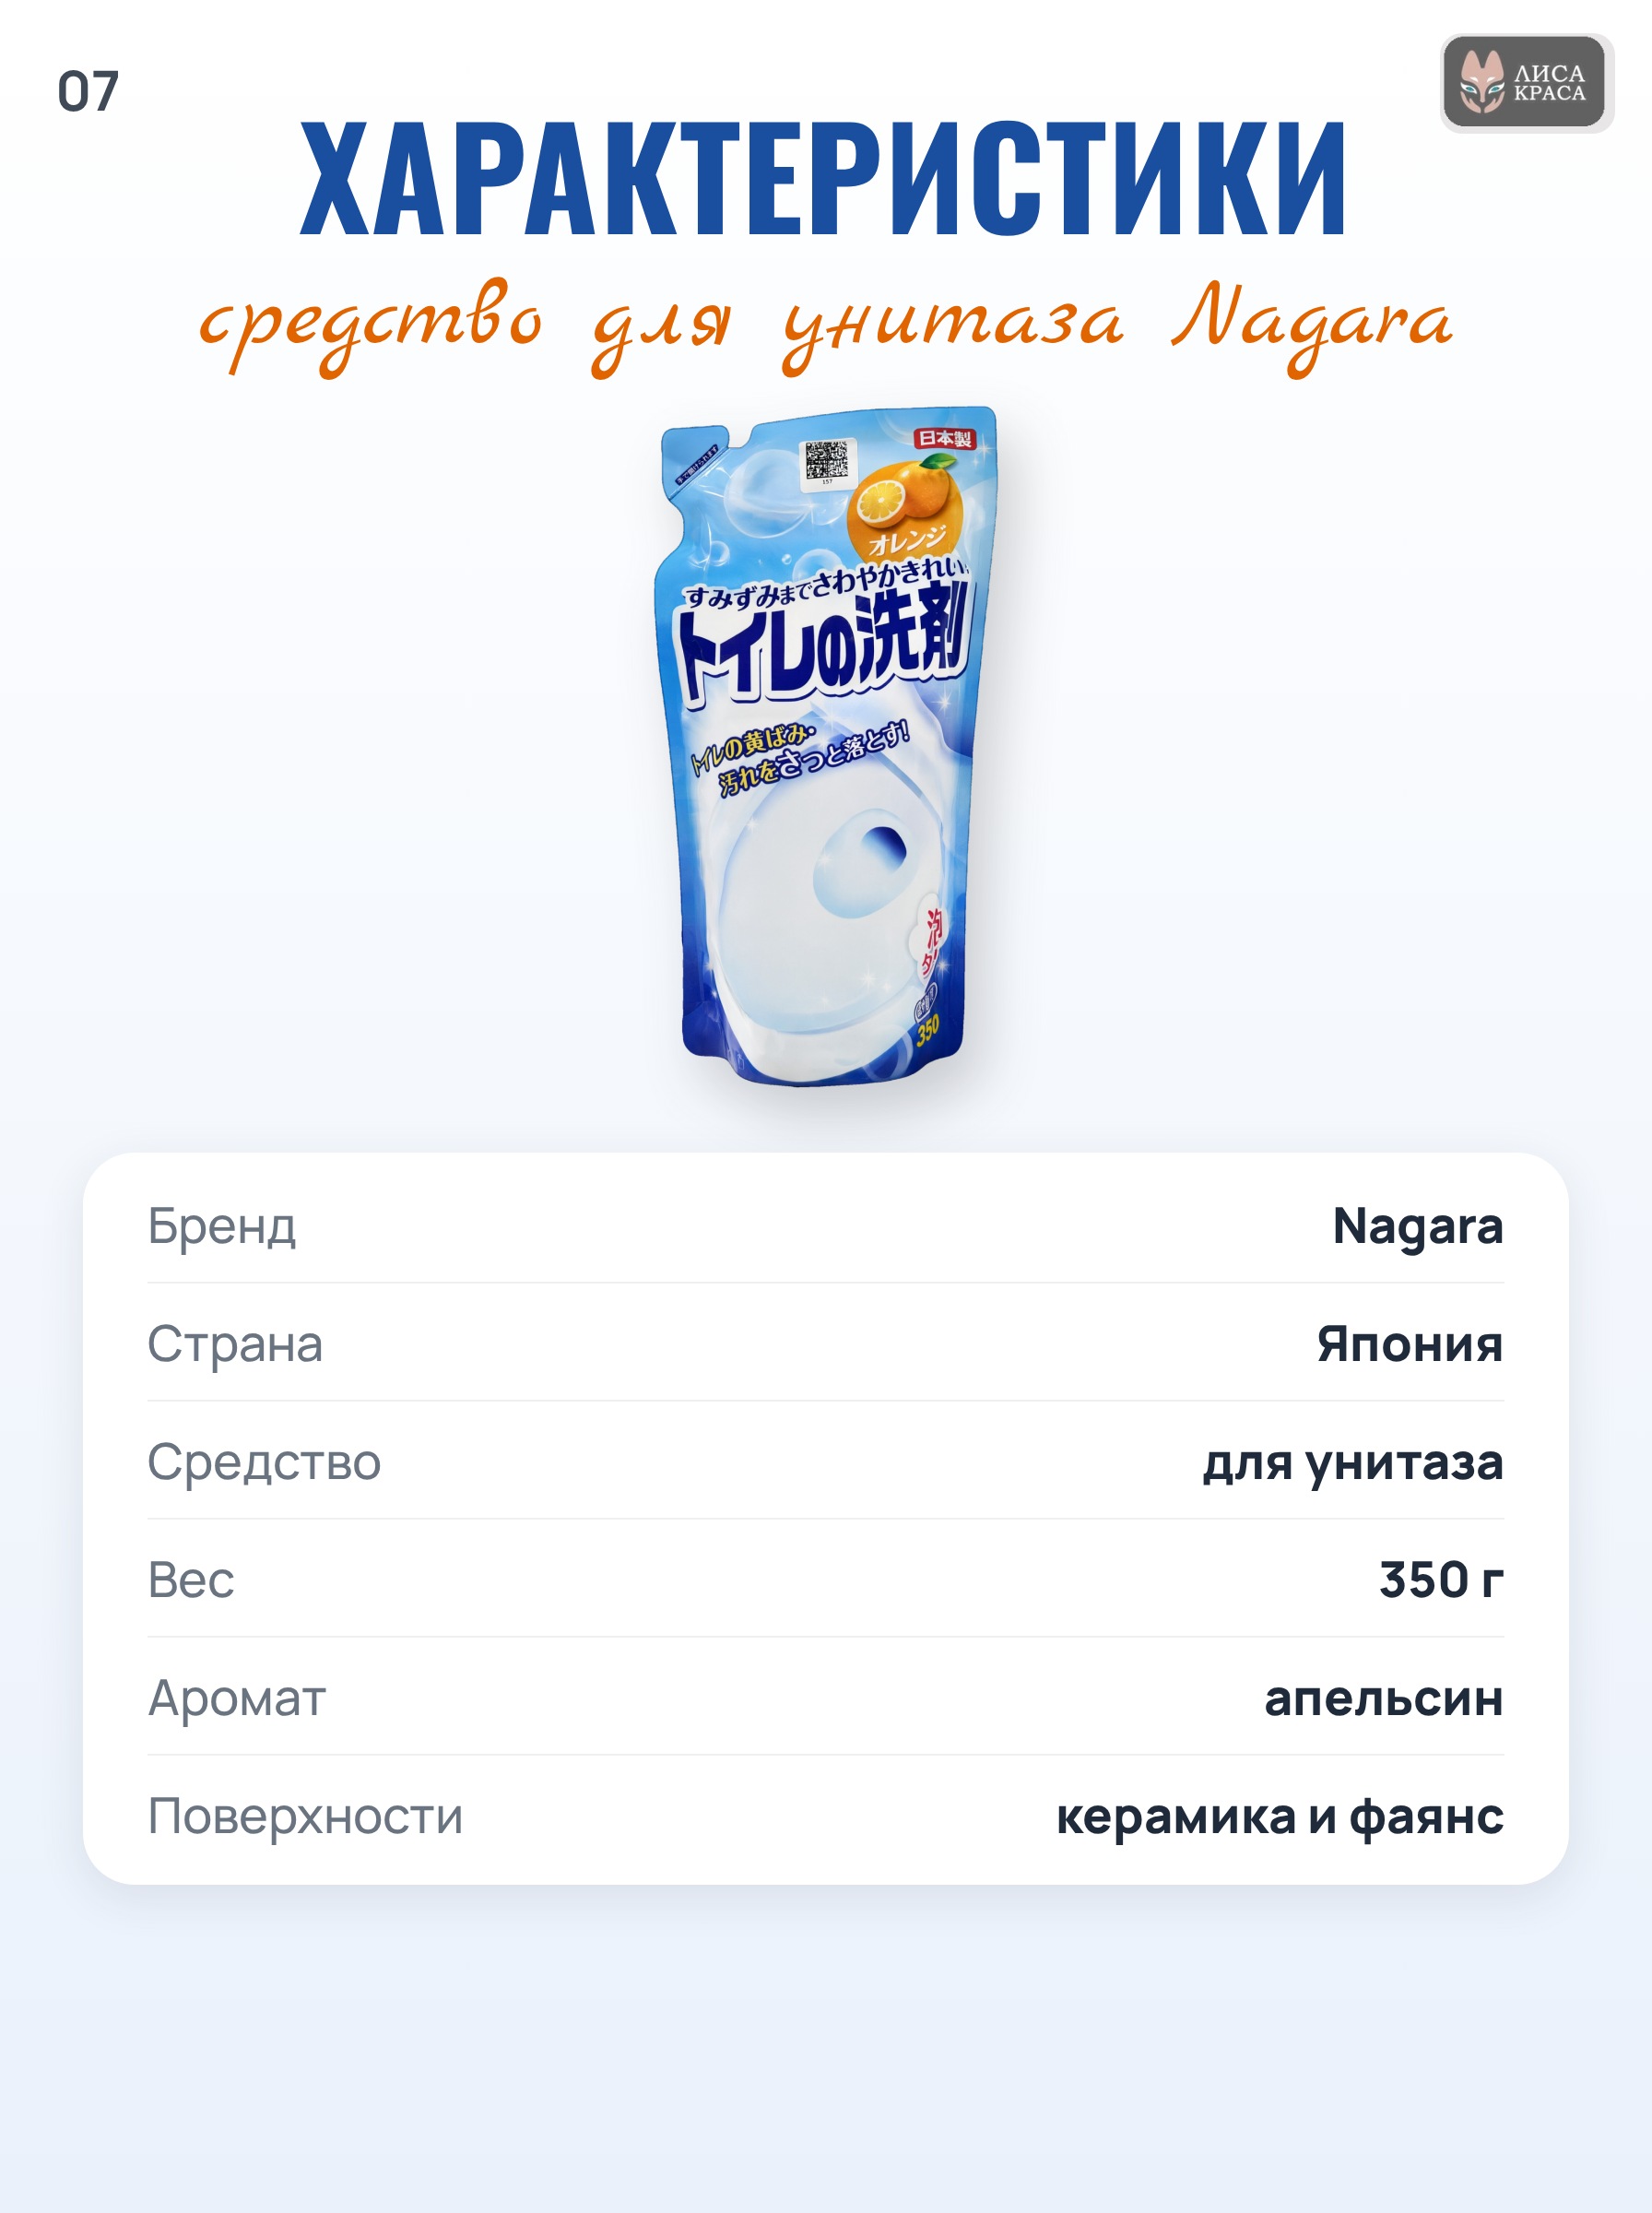 07
ЛИСА
КРАСА
ХАРАКТЕРИСТИКИ
средство для унитаза Nagara
日本製
157
オレンジ
すみずみまでさわやかきれい
トイレの洗剤
トイレの黄ばみ・
汚れをさっと落とす!
泡
タ
350
Бренд
Nagara
Страна
Япония
Средство
для унитаза
Вес
350 г
Аромат
апельсин
Поверхности
керамика и фаянс